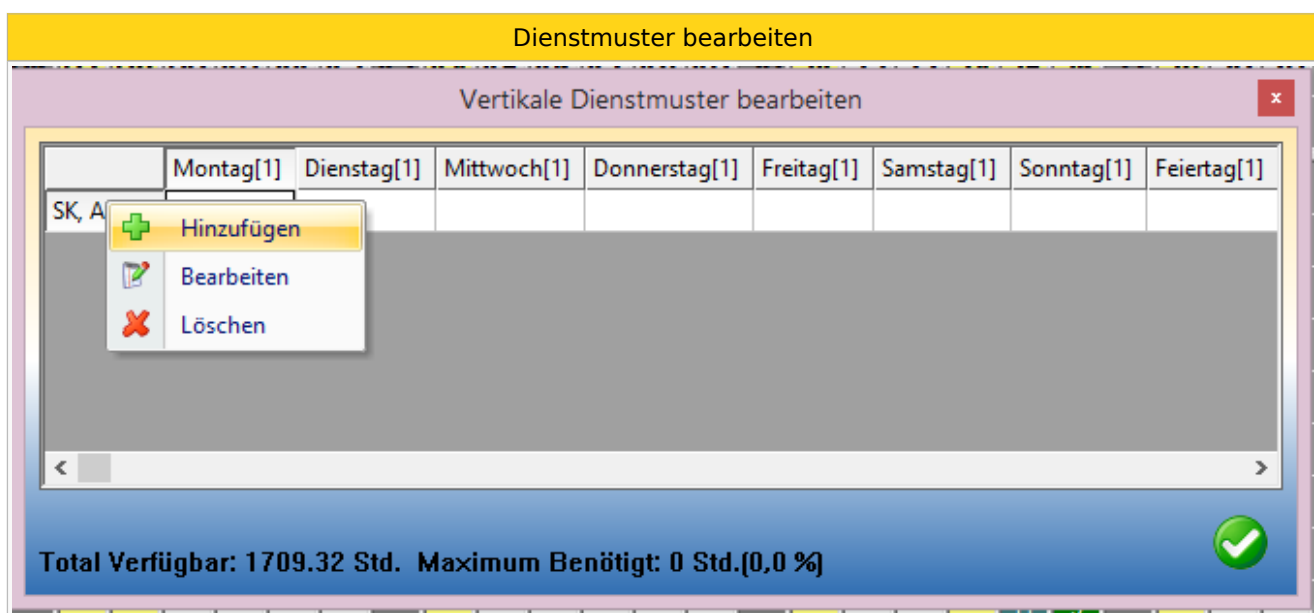 Dienstmuster bearbeiten
Vertikale Dienstmuster bearbeiten
x
Montag[1] Dienstag[1] Mittwoch[1] Donnerstag[1] Freitag[1] Samstag[1] Sonntag[1] Feiertag[1]
SK, A
Hinzufügen
Bearbeiten
Löschen
Total Verfügbar: 1709.32 Std. Maximum Benötigt: 0 Std.(0,0 %)